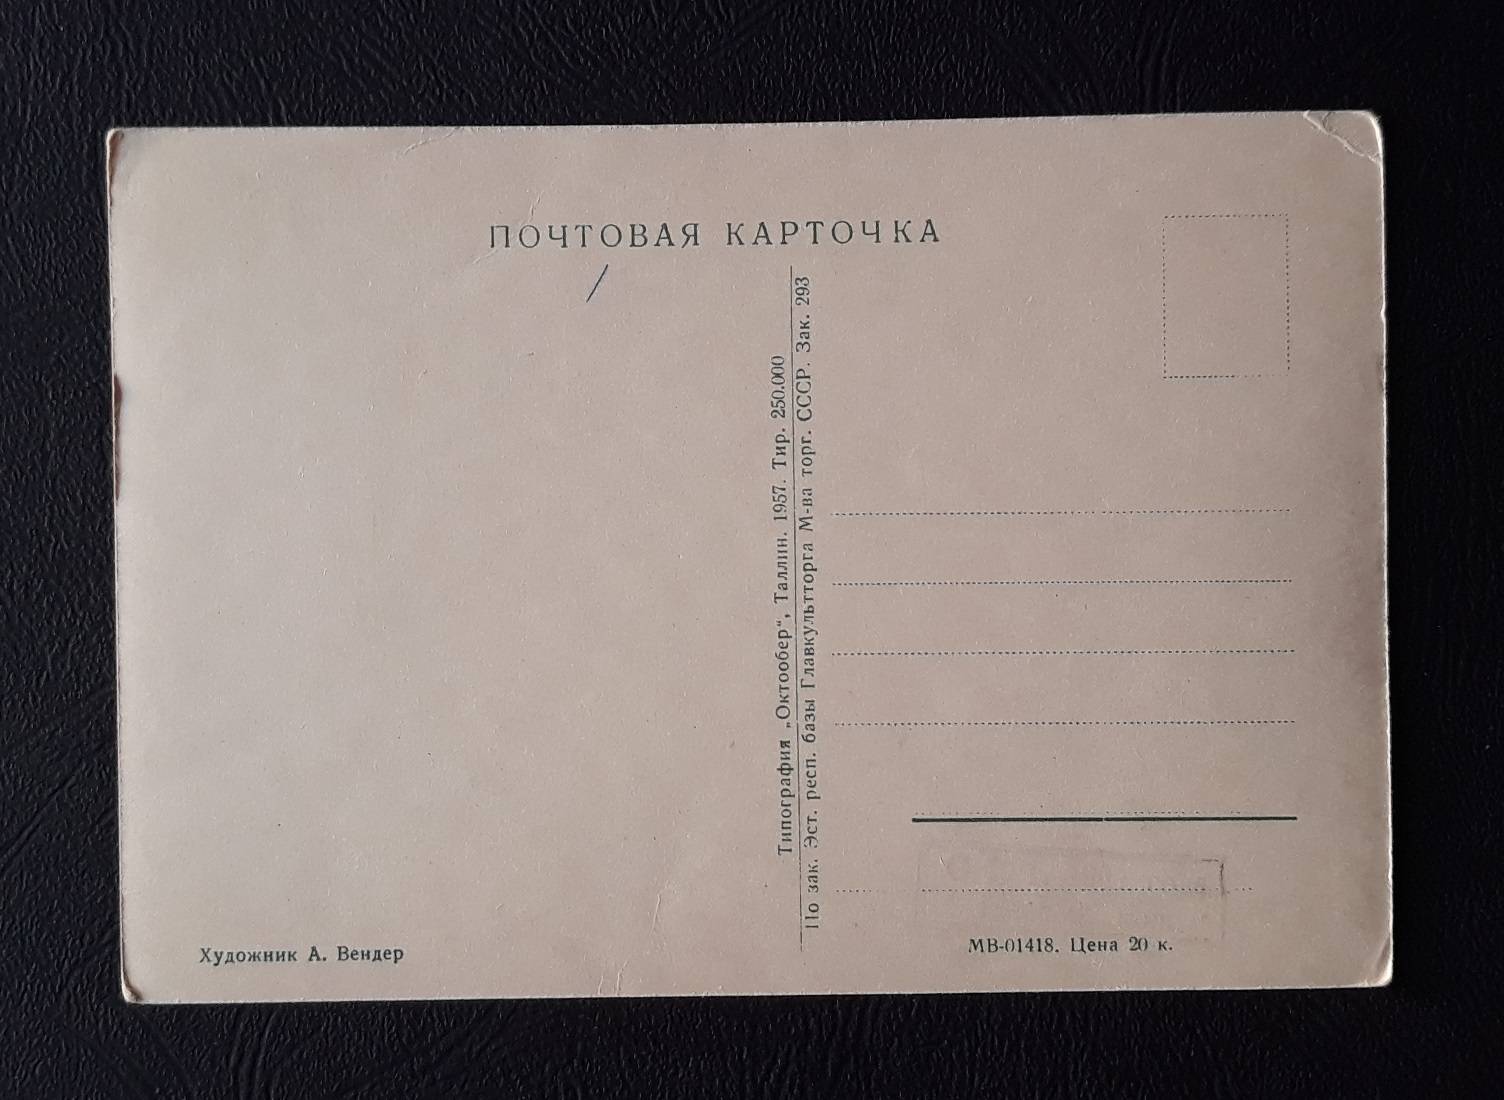 ПОЧТОВАЯ КАРТОЧКА
Типография „Октообер“, Таллин. 1957. Тир. 250.000
По зак. Эст. респ. базы Главкультторга М-ва торг. СССР. Зак. 293
Художник А. Вендер
МВ-01418. Цена 20 к.